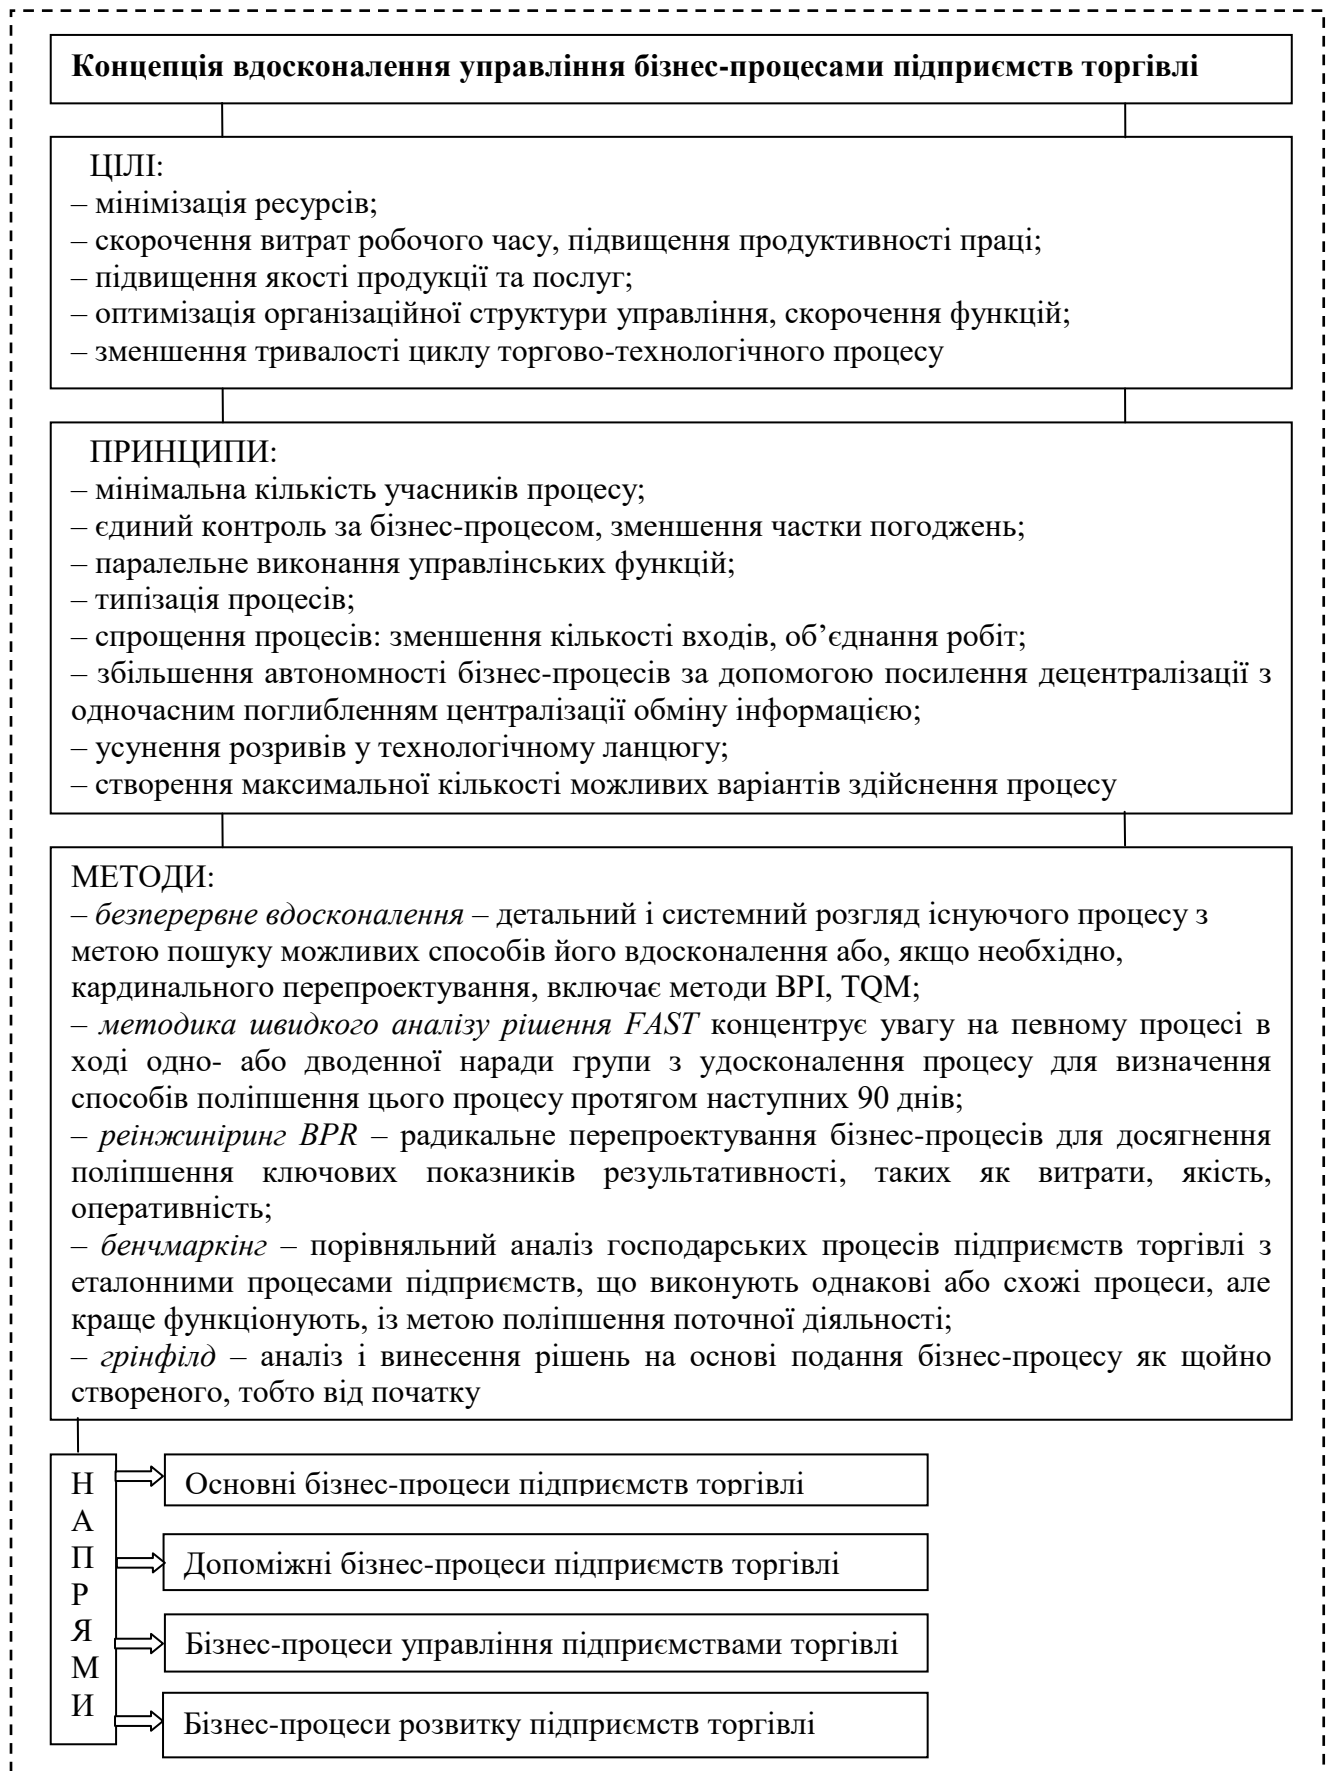 Концепція вдосконалення управління бізнес-процесами підприємств торгівлі
ЦІЛІ:
– мінімізація ресурсів;
– скорочення витрат робочого часу, підвищення продуктивності праці;
– підвищення якості продукції та послуг;
– оптимізація організаційної структури управління, скорочення функцій;
– зменшення тривалості циклу торгово-технологічного процесу
ПРИНЦИПИ:
– мінімальна кількість учасників процесу;
– єдиний контроль за бізнес-процесом, зменшення частки погоджень;
– паралельне виконання управлінських функцій;
– типізація процесів;
– спрощення процесів: зменшення кількості входів, об’єднання робіт;
– збільшення автономності бізнес-процесів за допомогою посилення децентралізації з
одночасним поглибленням централізації обміну інформацією;
– усунення розривів у технологічному ланцюгу;
– створення максимальної кількості можливих варіантів здійснення процесу
МЕТОДИ:
– безперервне вдосконалення – детальний і системний розгляд існуючого процесу з
метою пошуку можливих способів його вдосконалення або, якщо необхідно,
кардинального перепроектування, включає методи BPI, TQM;
– методика швидкого аналізу рішення FAST концентрує увагу на певному процесі в
ході одно- або дводенної наради групи з удосконалення процесу для визначення
способів поліпшення цього процесу протягом наступних 90 днів;
– реінжиніринг BPR – радикальне перепроектування бізнес-процесів для досягнення
поліпшення ключових показників результативності, таких як витрати, якість,
оперативність;
– бенчмаркінг – порівняльний аналіз господарських процесів підприємств торгівлі з
еталонними процесами підприємств, що виконують однакові або схожі процеси, але
краще функціонують, із метою поліпшення поточної діяльності;
– грінфілд – аналіз і винесення рішень на основі подання бізнес-процесу як щойно
створеного, тобто від початку
НАПРЯМИ
Основні бізнес-процеси підприємств торгівлі
Допоміжні бізнес-процеси підприємств торгівлі
Бізнес-процеси управління підприємствами торгівлі
Бізнес-процеси розвитку підприємств торгівлі